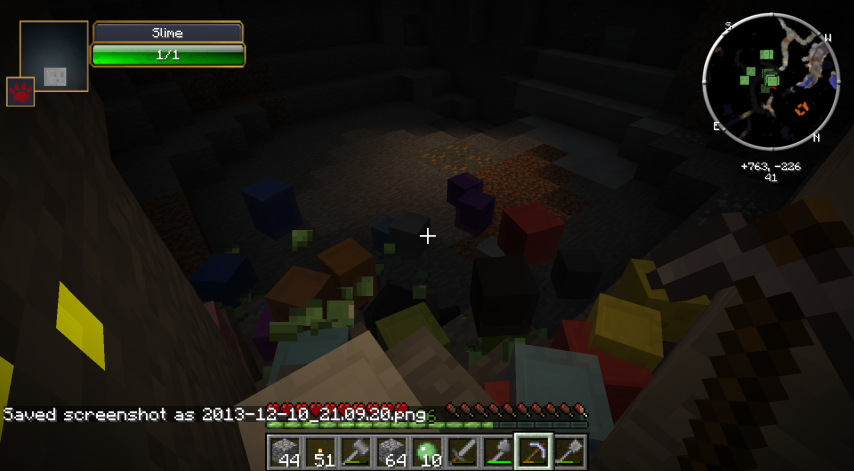 Slime
1/1
S
W
E
N
+763, -226
41
Saved screenshot as 2013-12-10_21.09.20.png
6
44
51
64
10